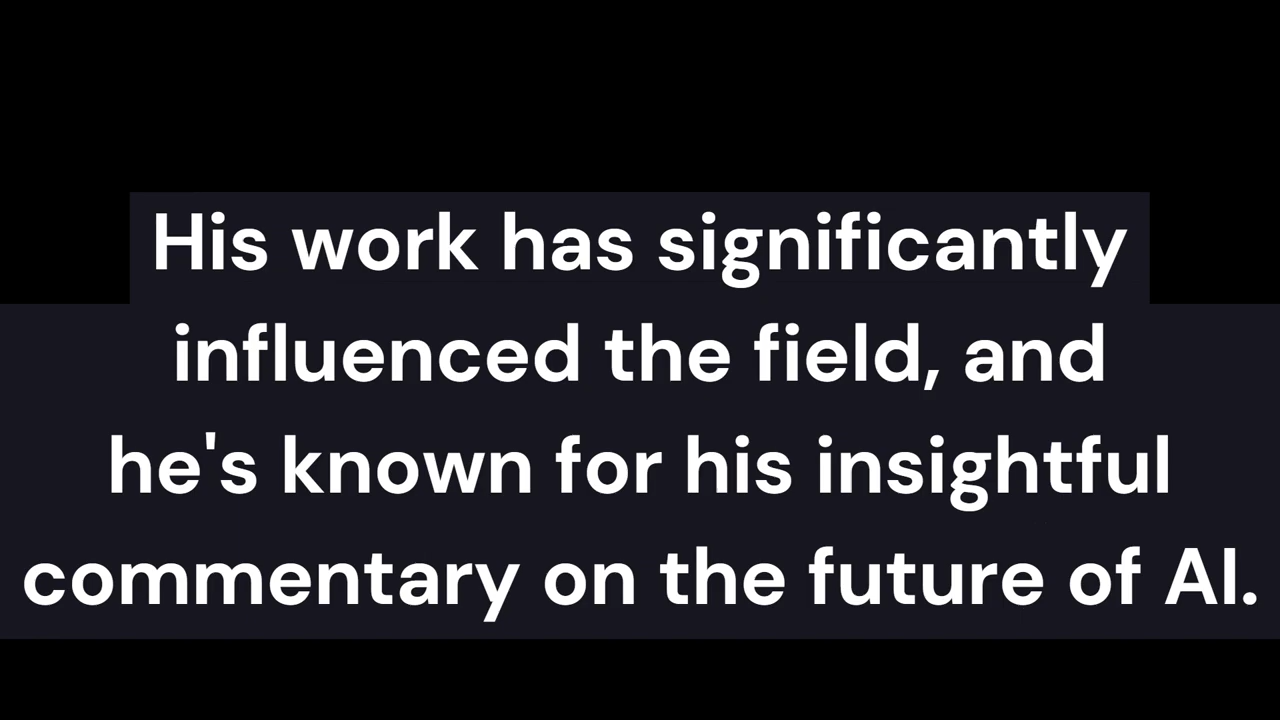 His work has significantly
influenced the field, and
he's known for his insightful
commentary on the future of AI.